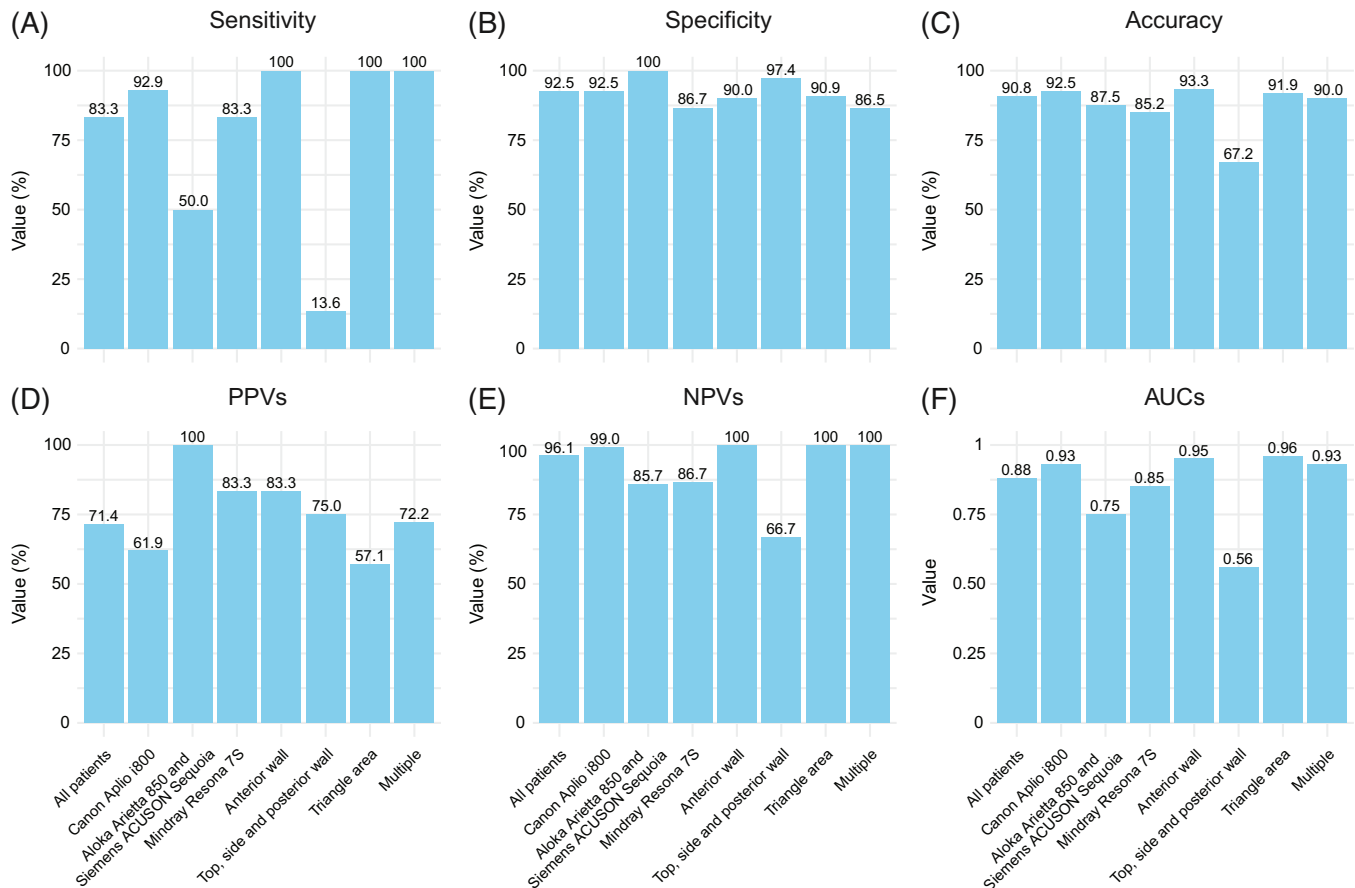 (A) Sensitivity
Value (%)
100
75
50
25
0
83.3
92.9
50.0
83.3
100
13.6
100
100
(B) Specificity
Value (%)
100
75
50
25
0
92.5
92.5
100
86.7
90.0
97.4
90.9
86.5
(C) Accuracy
Value (%)
100
75
50
25
0
90.8
92.5
87.5
85.2
93.3
67.2
91.9
90.0
(D) PPVs
Value (%)
100
75
50
25
0
71.4
61.9
100
83.3
83.3
75.0
57.1
72.2
All patients
Canon Aplio i800
Aloka Arietta 850 and
Siemens ACUSON Sequoia
Mindray Resona 7S
Anterior wall
Top, side and posterior wall
Triangle area
Multiple
(E) NPVs
Value (%)
100
75
50
25
0
96.1
99.0
85.7
86.7
100
66.7
100
100
All patients
Canon Aplio i800
Aloka Arietta 850 and
Siemens ACUSON Sequoia
Mindray Resona 7S
Anterior wall
Top, side and posterior wall
Triangle area
Multiple
(F) AUCs
Value
1
0.75
0.50
0.25
0
0.88
0.93
0.75
0.85
0.95
0.56
0.96
0.93
All patients
Canon Aplio i800
Aloka Arietta 850 and
Siemens ACUSON Sequoia
Mindray Resona 7S
Anterior wall
Top, side and posterior wall
Triangle area
Multiple